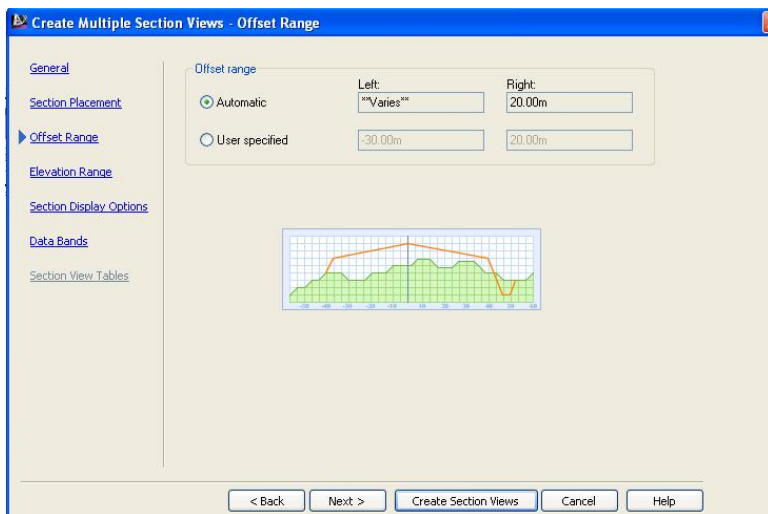 Create Multiple Section Views - Offset Range
General
Section Placement
Offset Range
Elevation Range
Section Display Options
Data Bands
Section View Tables
Offset range
Left: Right:
Automatic **Varies** 20.00m
User specified -30.00m 20.00m
< Back Next > Create Section Views Cancel Help